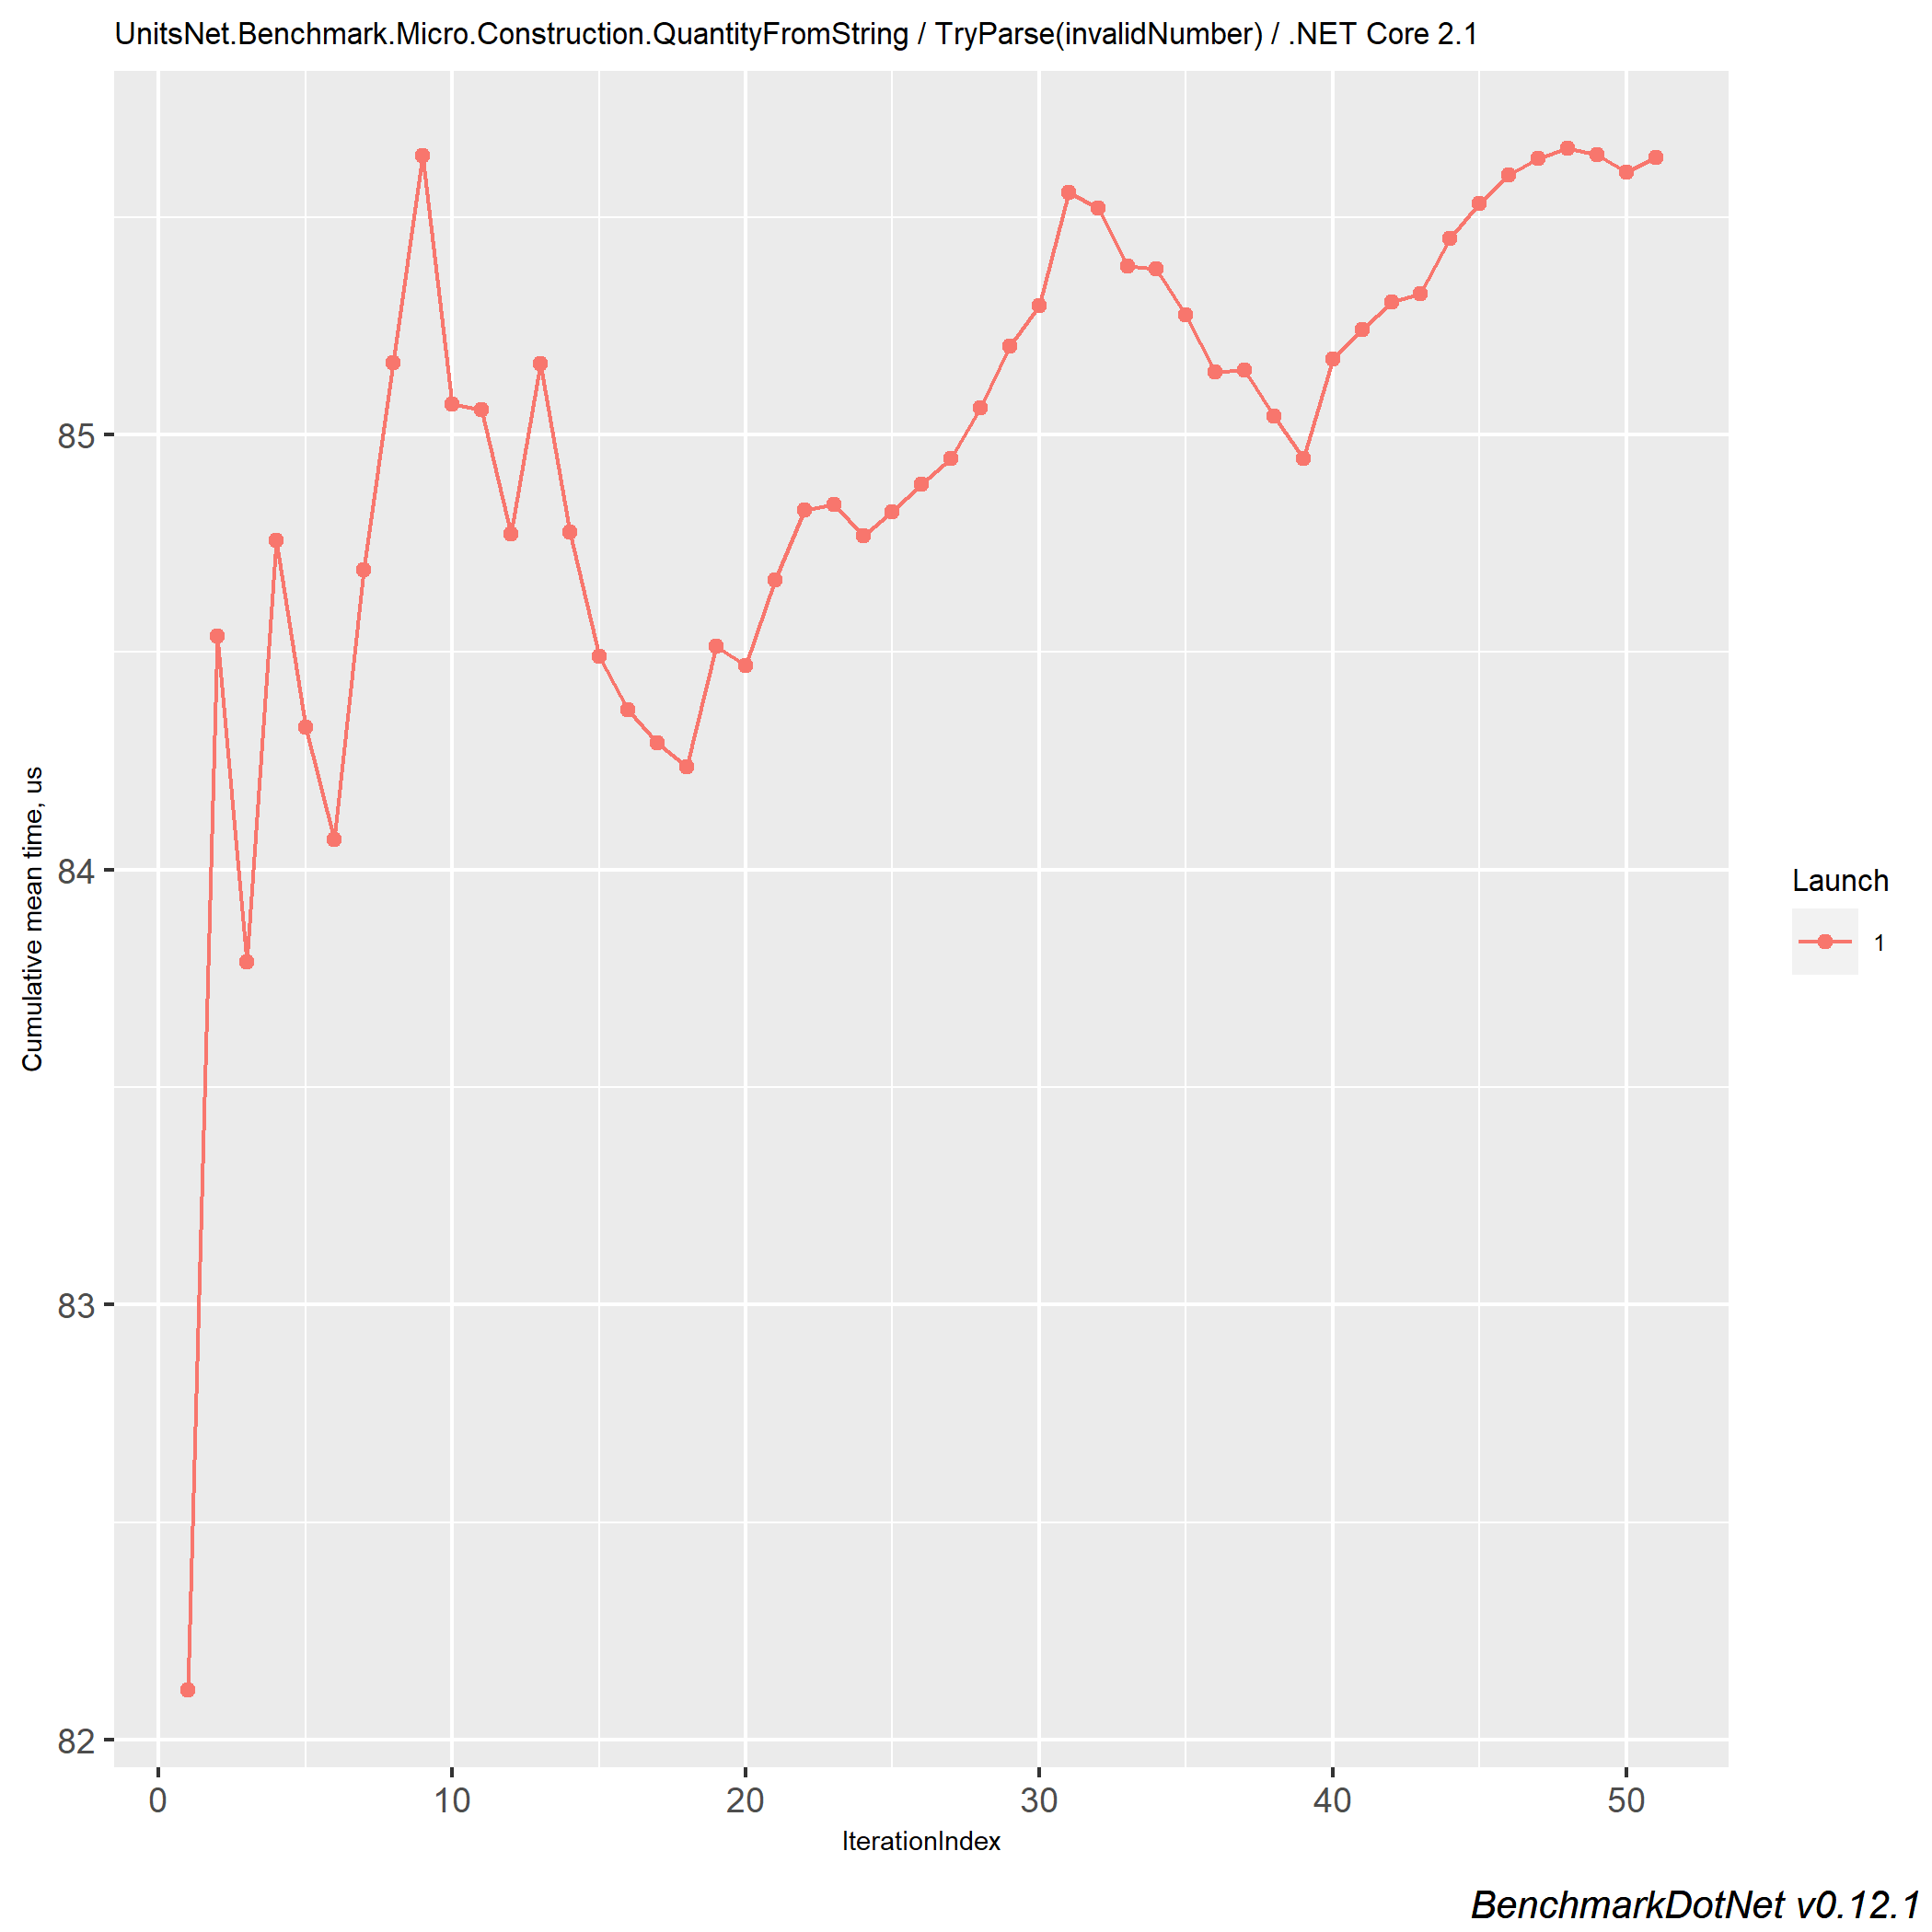 UnitsNet.Benchmark.Micro.Construction.QuantityFromString / TryParse(invalidNumber) / .NET Core 2.1
Cumulative mean time, us
85
84
83
82
0 10 20 30 40 50
IterationIndex
Launch
1
BenchmarkDotNet v0.12.1